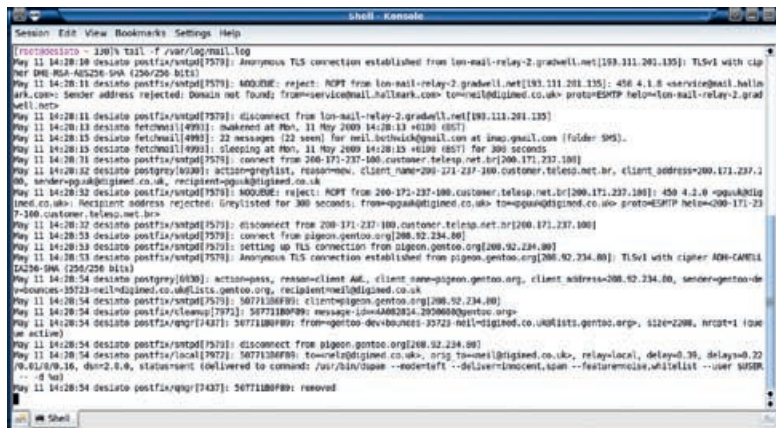 Shell - Konsole
Session Edit View Bookmarks Settings Help
[root@desiato ~ 130]% tail -f /var/log/mail.log
May 11 14:28:10 desiato postfix/smtpd[7579]: Anonymous TLS connection established from lon-mail-relay-2.gradwell.net[193.111.201.135]: TLSv1 with cip
her DHE-RSA-AES256-SHA (256/256 bits)
May 11 14:28:11 desiato postfix/smtpd[7579]: NOQUEUE: reject: RCPT from lon-mail-relay-2.gradwell.net[193.111.201.135]: 450 4.1.8 <service@mail.hallm
ark.com>: Sender address rejected: Domain not found; from=<service@mail.hallmark.com> to=<neil@digimed.co.uk> proto=ESMTP helo=<lon-mail-relay-2.grad
well.net>
May 11 14:28:11 desiato postfix/smtpd[7579]: disconnect from lon-mail-relay-2.gradwell.net[193.111.201.135]
May 11 14:28:13 desiato fetchmail[4993]: awakened at Mon, 11 May 2009 14:28:13 +0100 (BST)
May 11 14:28:15 desiato fetchmail[4993]: 22 messages (22 seen) for neil.bothwick@gmail.com at imap.gmail.com (folder SMS).
May 11 14:28:15 desiato fetchmail[4993]: sleeping at Mon, 11 May 2009 14:28:15 +0100 (BST) for 300 seconds
May 11 14:28:31 desiato postfix/smtpd[7579]: connect from 200-171-237-100.customer.telesp.net.br[200.171.237.100]
May 11 14:28:32 desiato postgrey[6930]: action=greylist, reason=new, client_name=200-171-237-100.customer.telesp.net.br, client_address=200.171.237.1
00, sender=pguuk@digimed.co.uk, recipient=pguuk@digimed.co.uk
May 11 14:28:32 desiato postfix/smtpd[7579]: NOQUEUE: reject: RCPT from 200-171-237-100.customer.telesp.net.br[200.171.237.100]: 450 4.2.0 <pguuk@dig
imed.co.uk>: Recipient address rejected: Greylisted for 300 seconds; from=<pguuk@digimed.co.uk> to=<pguuk@digimed.co.uk> proto=ESMTP helo=<200-171-23
7-100.customer.telesp.net.br>
May 11 14:28:32 desiato postfix/smtpd[7579]: disconnect from 200-171-237-100.customer.telesp.net.br[200.171.237.100]
May 11 14:28:53 desiato postfix/smtpd[7579]: connect from pigeon.gentoo.org[208.92.234.80]
May 11 14:28:53 desiato postfix/smtpd[7579]: setting up TLS connection from pigeon.gentoo.org[208.92.234.80]
May 11 14:28:53 desiato postfix/smtpd[7579]: Anonymous TLS connection established from pigeon.gentoo.org[208.92.234.80]: TLSv1 with cipher ADH-CAMELL
IA256-SHA (256/256 bits)
May 11 14:28:54 desiato postgrey[6930]: action=pass, reason=client AWL, client_name=pigeon.gentoo.org, client_address=208.92.234.80, sender=gentoo-de
v+bounces-35723-neil=digimed.co.uk@lists.gentoo.org, recipient=neil@digimed.co.uk
May 11 14:28:54 desiato postfix/smtpd[7579]: 507711B0F89: client=pigeon.gentoo.org[208.92.234.80]
May 11 14:28:54 desiato postfix/cleanup[7971]: 507711B0F89: message-id=<4A082814.2050600@gentoo.org>
May 11 14:28:54 desiato postfix/qmgr[7437]: 507711B0F89: from=<gentoo-dev+bounces-35723-neil=digimed.co.uk@lists.gentoo.org>, size=2208, nrcpt=1 (que
ue active)
May 11 14:28:54 desiato postfix/smtpd[7579]: disconnect from pigeon.gentoo.org[208.92.234.80]
May 11 14:28:54 desiato postfix/local[7972]: 507711B0F89: to=<nelz@digimed.co.uk>, orig_to=<neil@digimed.co.uk>, relay=local, delay=0.39, delays=0.22
/0.01/0/0.16, dsn=2.0.0, status=sent (delivered to command: /usr/bin/dspam --mode=teft --deliver=innocent,spam --feature=noise,whitelist --user $USER
-- -d %u)
May 11 14:28:54 desiato postfix/qmgr[7437]: 507711B0F89: removed
Shell